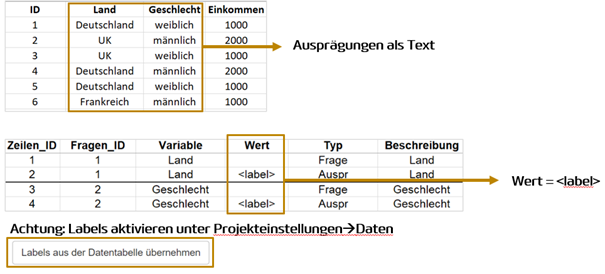 ID Land Geschlecht Einkommen
1 Deutschland weiblich 1000
2 UK männlich 2000
3 UK weiblich 1000
4 Deutschland männlich 2000
5 Deutschland weiblich 1000
6 Frankreich männlich 1000
Ausprägungen als Text
Zeilen_ID Fragen_ID Variable Wert Typ Beschreibung
1 1 Land Frage Land
2 1 Land <label> Auspr Land
3 2 Geschlecht Frage Geschlecht
4 2 Geschlecht <label> Auspr Geschlecht
Wert = <label>
Achtung: Labels aktivieren unter Projekteinstellungen→Daten
Labels aus der Datentabelle übernehmen